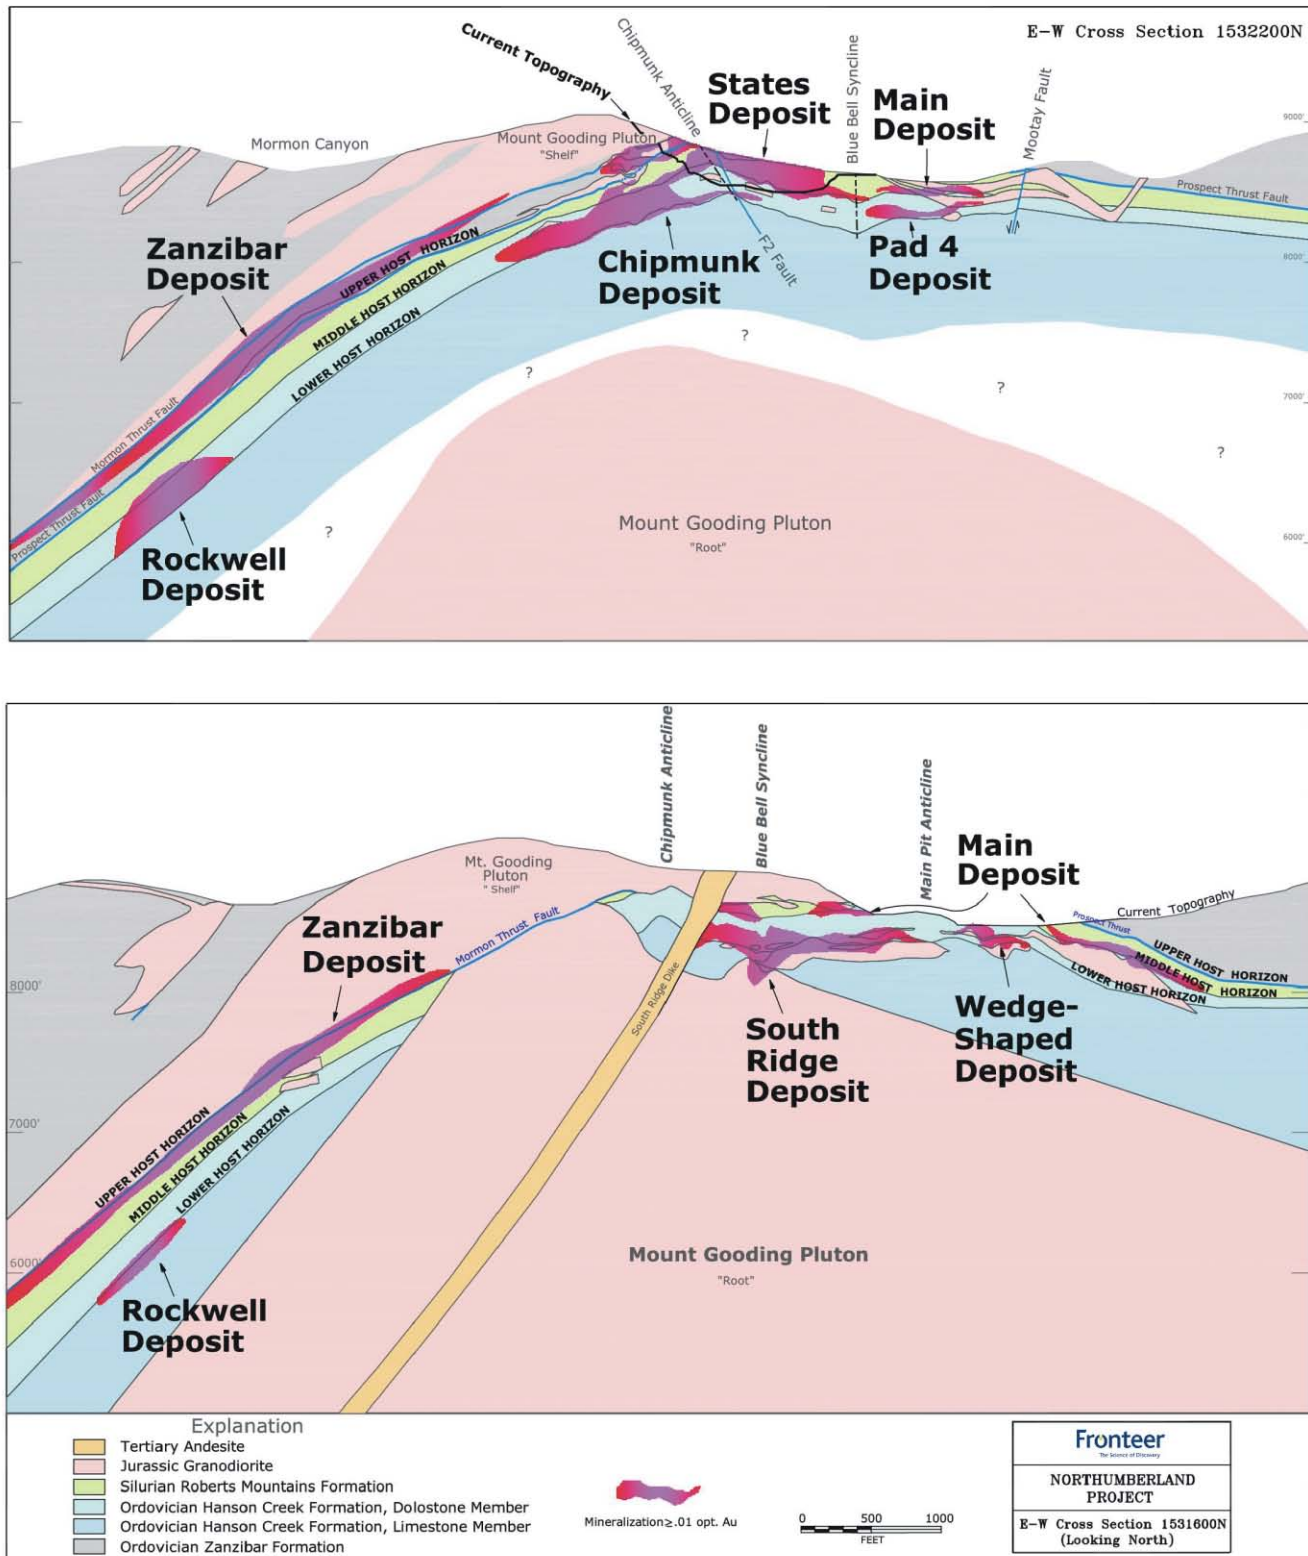 E-W Cross Section 1532200N
Current Topography
Chipmunk Anticline
States
Deposit
Blue Bell Syncline
Main
Deposit
Mootay Fault
9000'
Mormon Canyon
Mount Gooding Pluton
"Shelf"
Prospect Thrust Fault
Zanzibar
Deposit
UPPER HOST HORIZON
MIDDLE HOST HORIZON
LOWER HOST HORIZON
Chipmunk
Deposit
F2 Fault
Pad 4
Deposit
8000'
?
?
?
7000'
Mormon Thrust Fault
Prospect Thrust Fault
?
?
Mount Gooding Pluton
"Root"
6000'
Rockwell
Deposit
Chipmunk Anticline
Blue Bell Syncline
Main Pit Anticline
Main
Deposit
Mt. Gooding
Pluton
"Shelf"
Current Topography
Prospect Thrust
Zanzibar
Deposit
Mormon Thrust Fault
South Ridge Dike
UPPER HOST HORIZON
MIDDLE HOST HORIZON
LOWER HOST HORIZON
8000'
South
Ridge
Deposit
Wedge-
Shaped
Deposit
7000'
UPPER HOST HORIZON
MIDDLE HOST HORIZON
LOWER HOST HORIZON
6000'
Mount Gooding Pluton
"Root"
Rockwell
Deposit
Explanation
Tertiary Andesite
Jurassic Granodiorite
Silurian Roberts Mountains Formation
Ordovician Hanson Creek Formation, Dolostone Member
Ordovician Hanson Creek Formation, Limestone Member
Ordovician Zanzibar Formation
Mineralization≥.01 opt. Au
0 500 1000
FEET
Fronteer
The Science of Discovery
NORTHUMBERLAND
PROJECT
E-W Cross Section 1531600N
(Looking North)